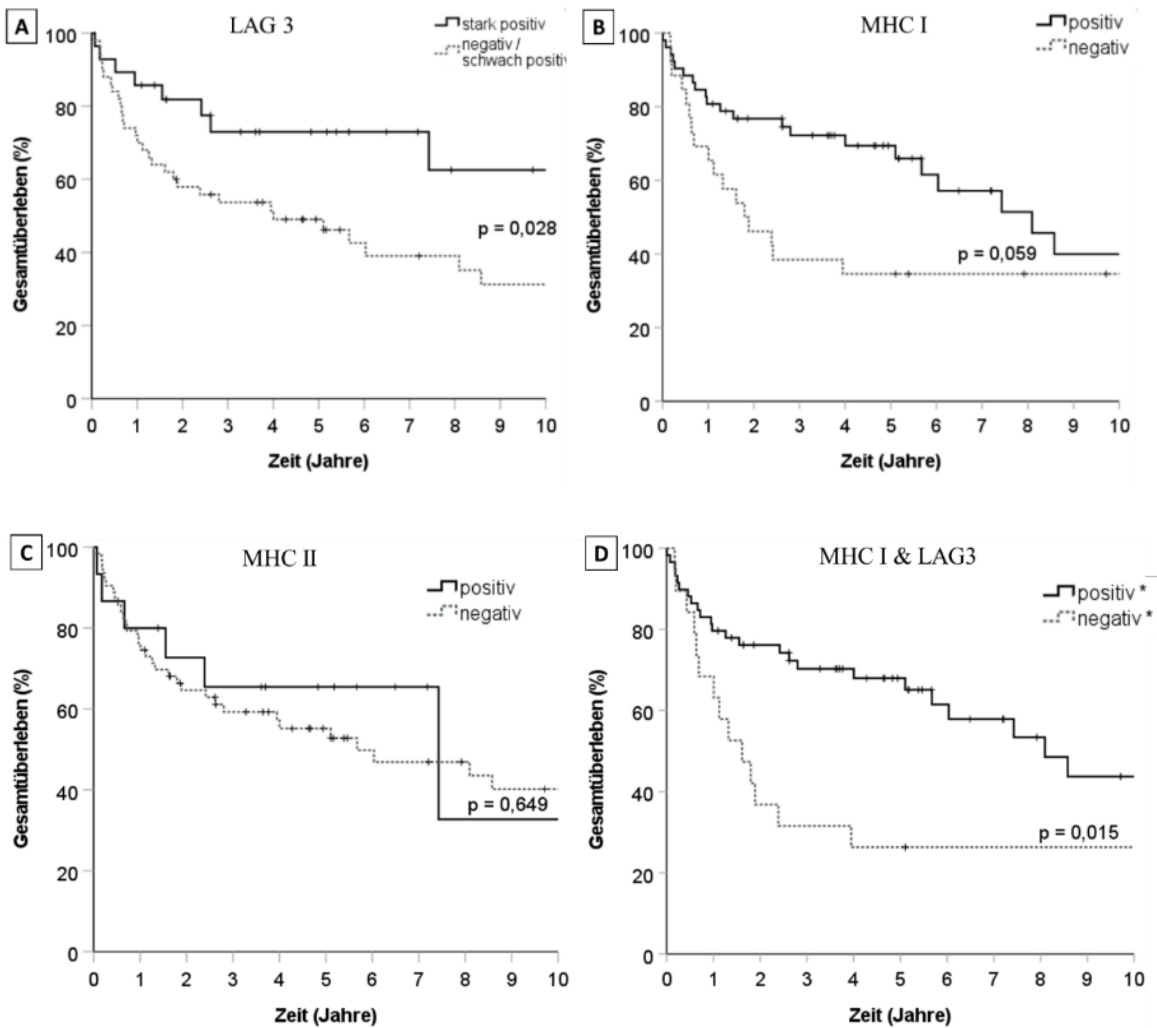 A
LAG 3
stark positiv
negativ /
schwach positiv
Gesamtüberleben (%)
100
80
60
40
20
0
p = 0,028
0 1 2 3 4 5 6 7 8 9 10
Zeit (Jahre)
B
MHC I
positiv
negativ
Gesamtüberleben (%)
100
80
60
40
20
0
p = 0,059
0 1 2 3 4 5 6 7 8 9 10
Zeit (Jahre)
C
MHC II
positiv
negativ
Gesamtüberleben (%)
100
80
60
40
20
0
p = 0,649
0 1 2 3 4 5 6 7 8 9 10
Zeit (Jahre)
D
MHC I & LAG3
positiv *
negativ *
Gesamtüberleben (%)
100
80
60
40
20
0
p = 0,015
0 1 2 3 4 5 6 7 8 9 10
Zeit (Jahre)